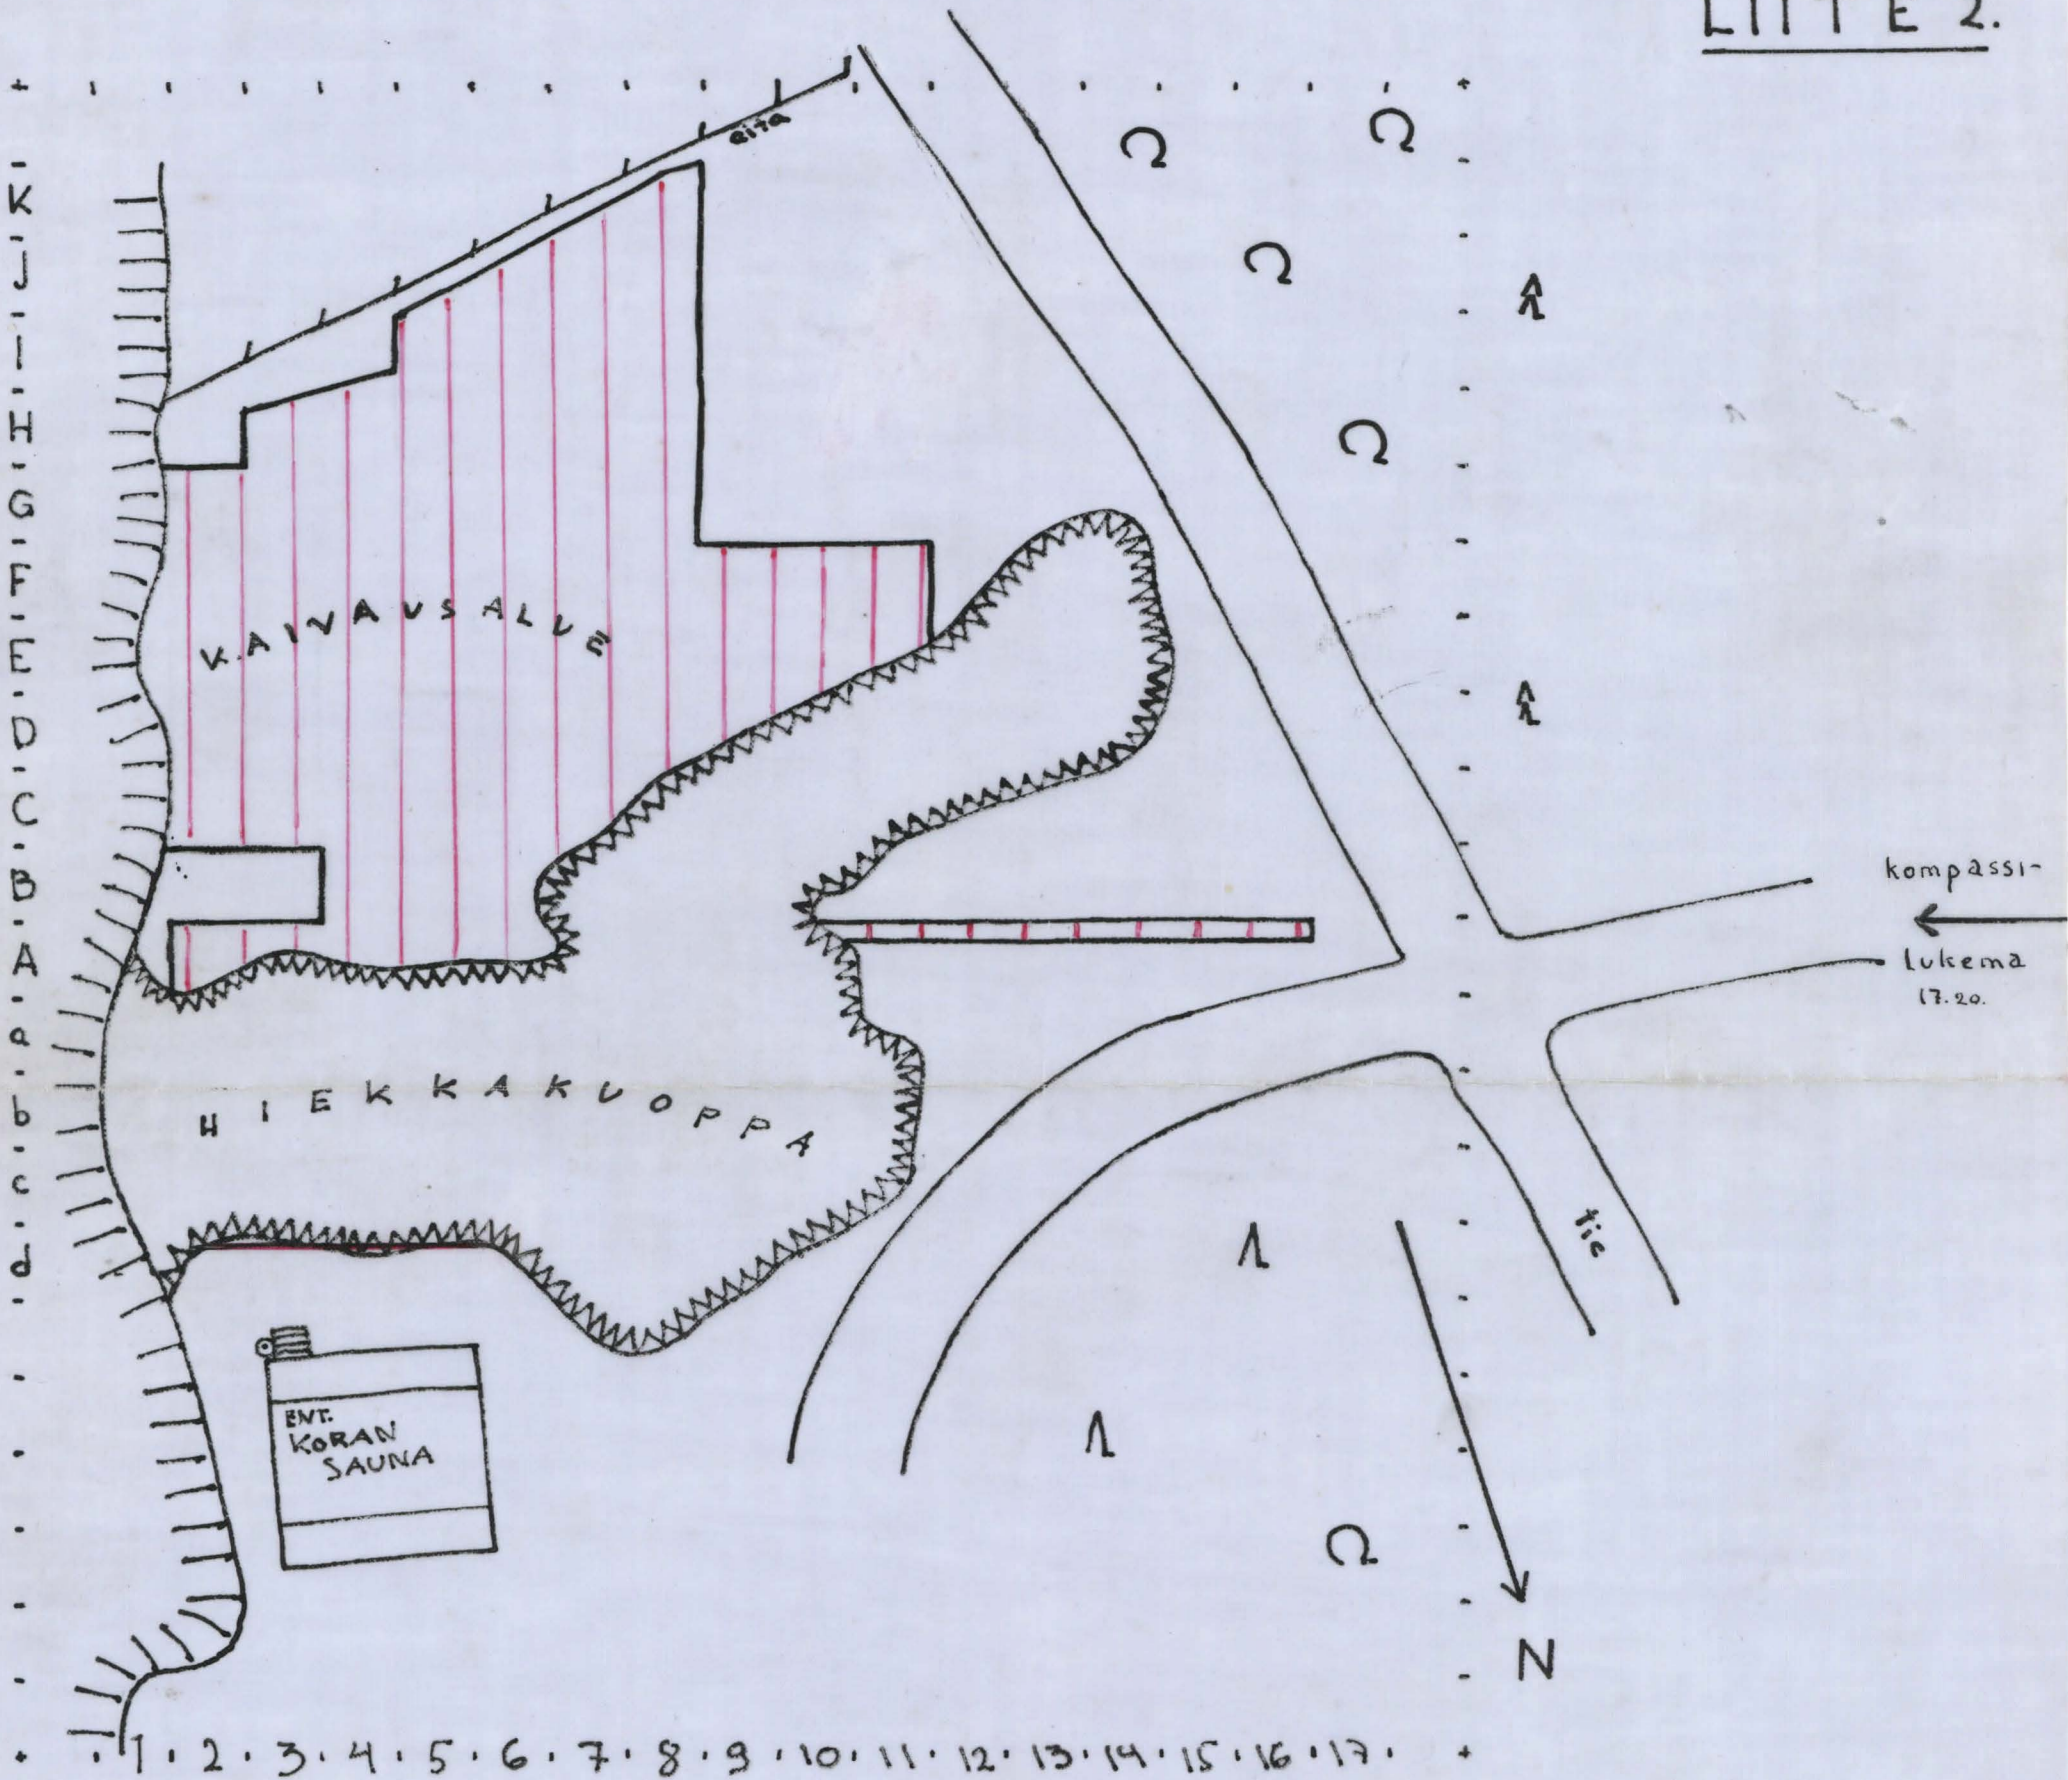 LIITE 2.
aita
K
J
I
H
G
F
E
D
C
B
A
a
b
c
d
KAIVAUSALUE
kompassi-
lukema
17.20.
HIEKKAKUOPPA
tie
ENT.
KORAN
SAUNA
N
1 2 3 4 5 6 7 8 9 10 11 12 13 14 15 16 17